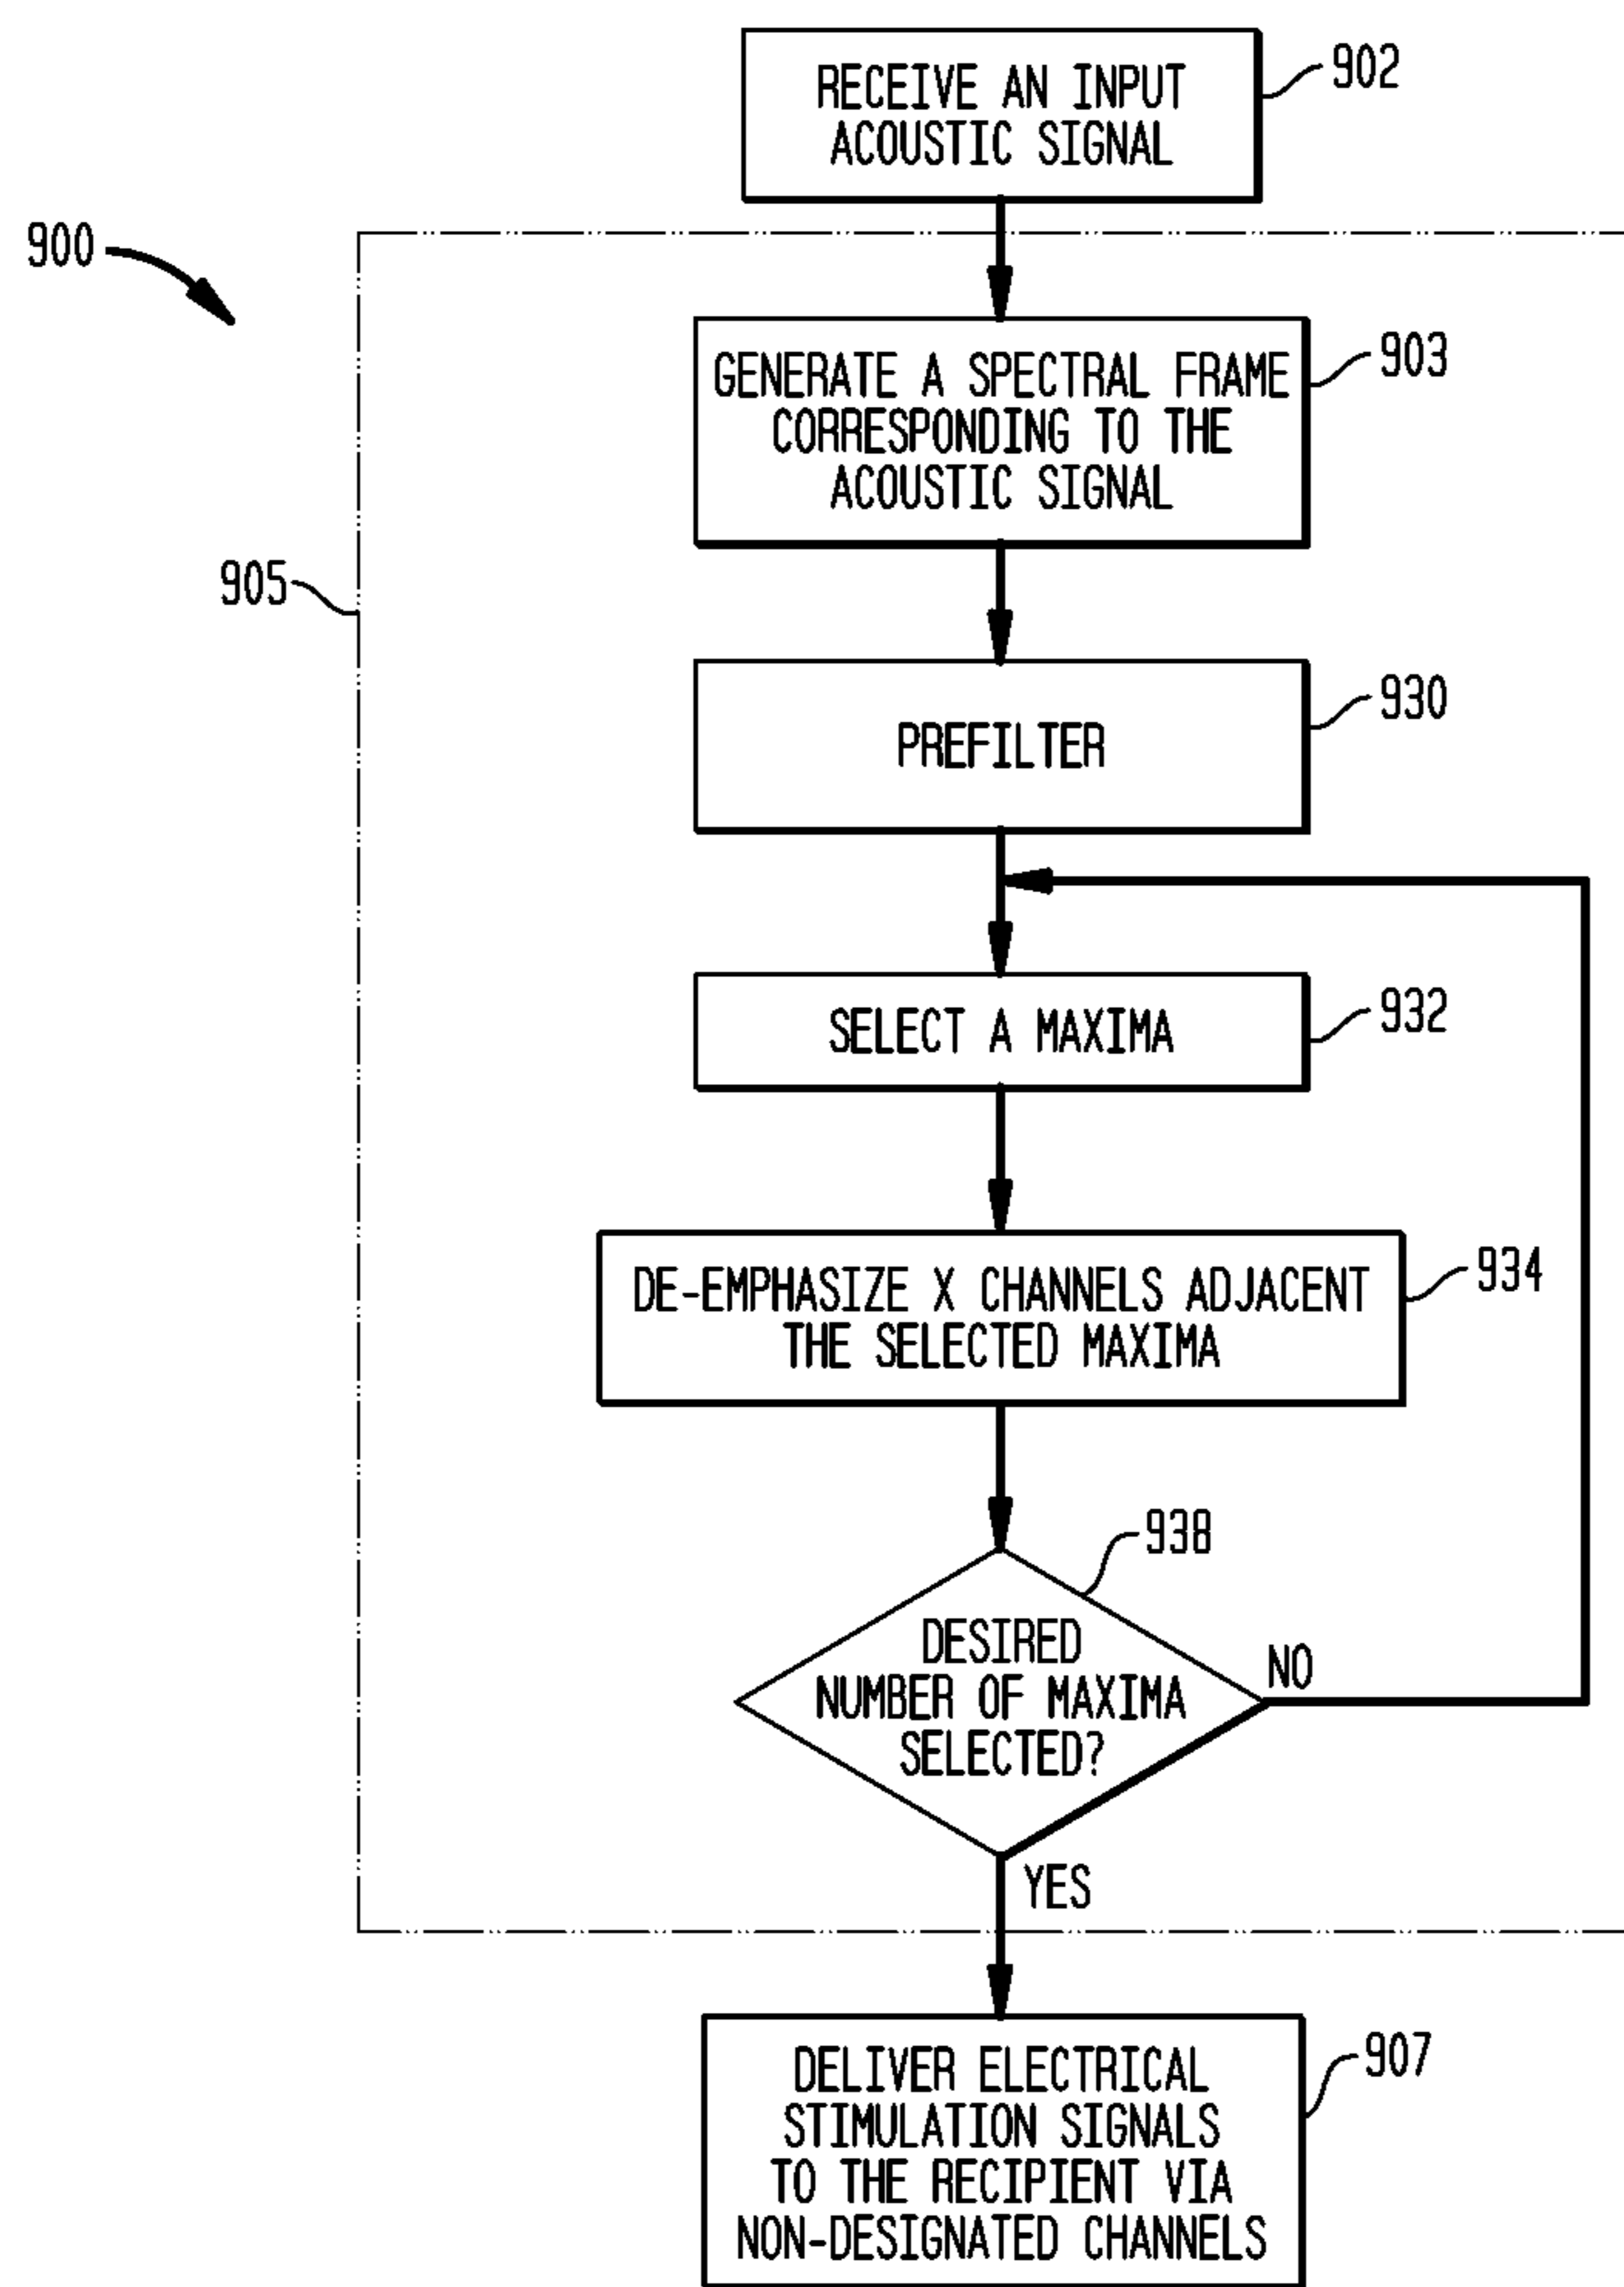 RECEIVE AN INPUT
ACOUSTIC SIGNAL
902
900
GENERATE A SPECTRAL FRAME
CORRESPONDING TO THE
ACOUSTIC SIGNAL
903
905
PREFILTER
930
SELECT A MAXIMA
932
DE-EMPHASIZE X CHANNELS ADJACENT
THE SELECTED MAXIMA
934
938
DESIRED
NUMBER OF MAXIMA
SELECTED?
NO
YES
DELIVER ELECTRICAL
STIMULATION SIGNALS
TO THE RECIPIENT VIA
NON-DESIGNATED CHANNELS
907